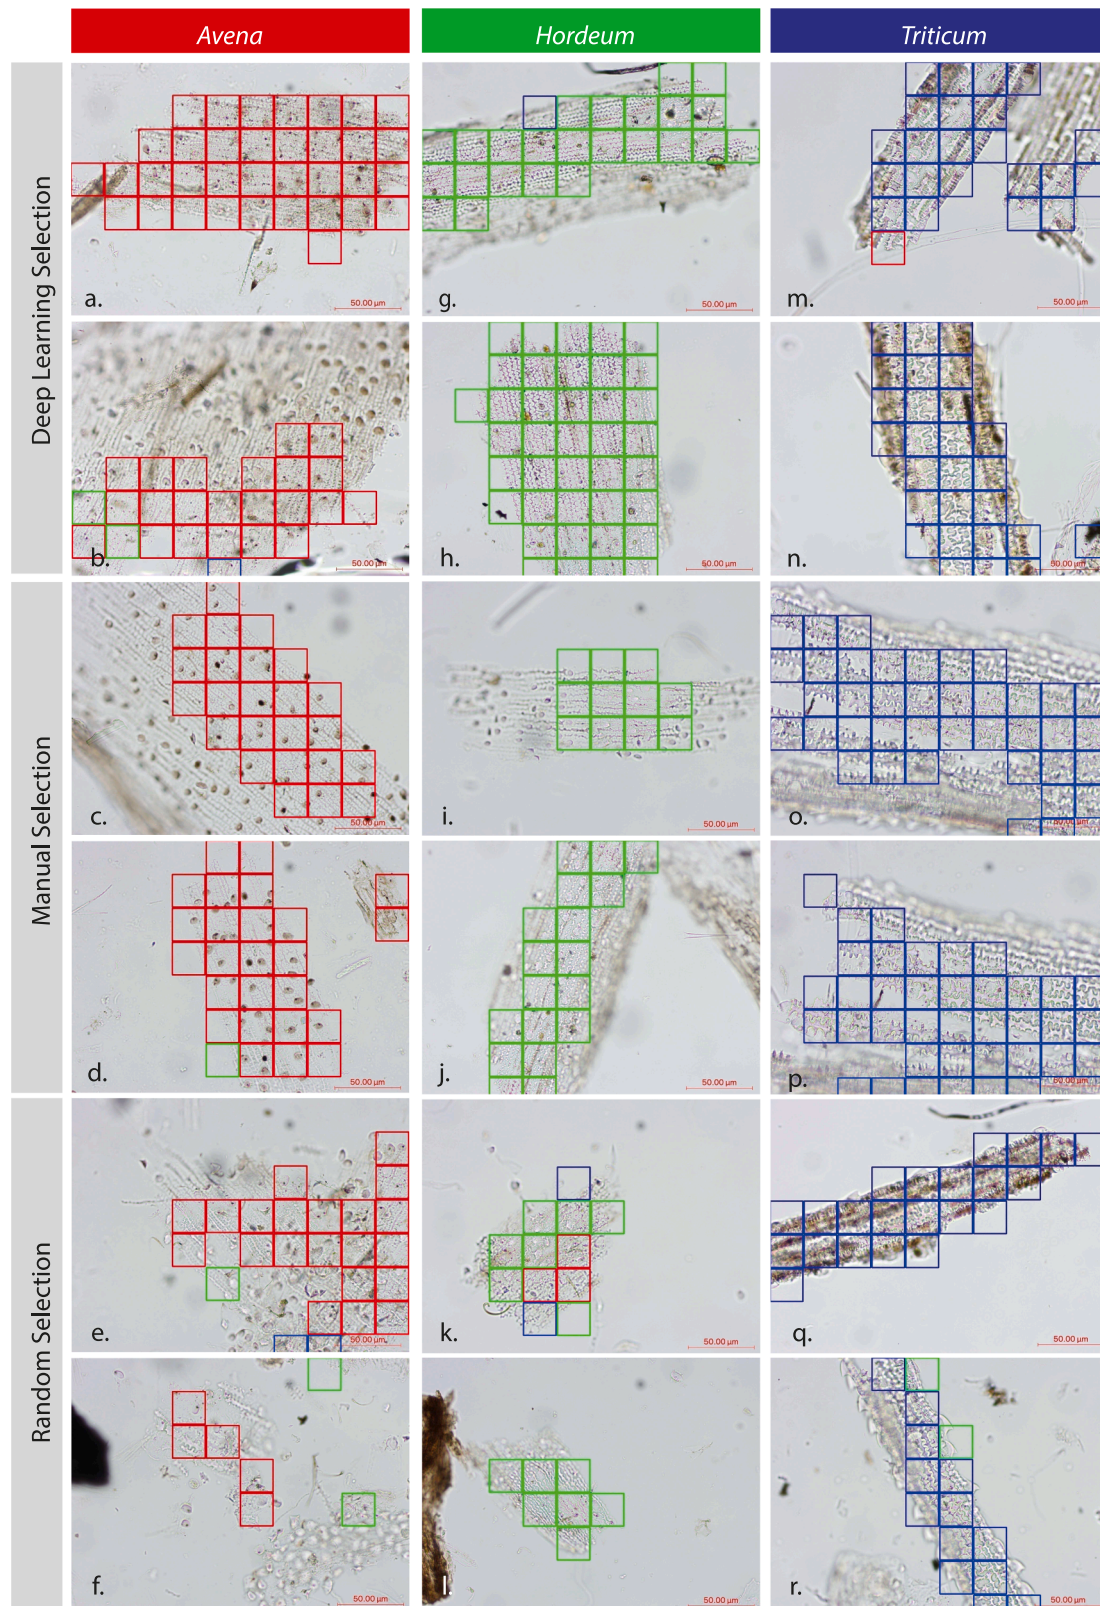 Avena
Hordeum
Triticum
Deep Learning Selection
a.
50.00 µm
g.
50.00 µm
m.
50.00 µm
b.
50.00 µm
h.
50.00 µm
n.
50.00 µm
Manual Selection
c.
50.00 µm
i.
50.00 µm
o.
50.00 µm
d.
50.00 µm
j.
50.00 µm
p.
50.00 µm
Random Selection
e.
50.00 µm
k.
50.00 µm
q.
50.00 µm
f.
50.00 µm
l.
50.00 µm
r.
50.00 µm